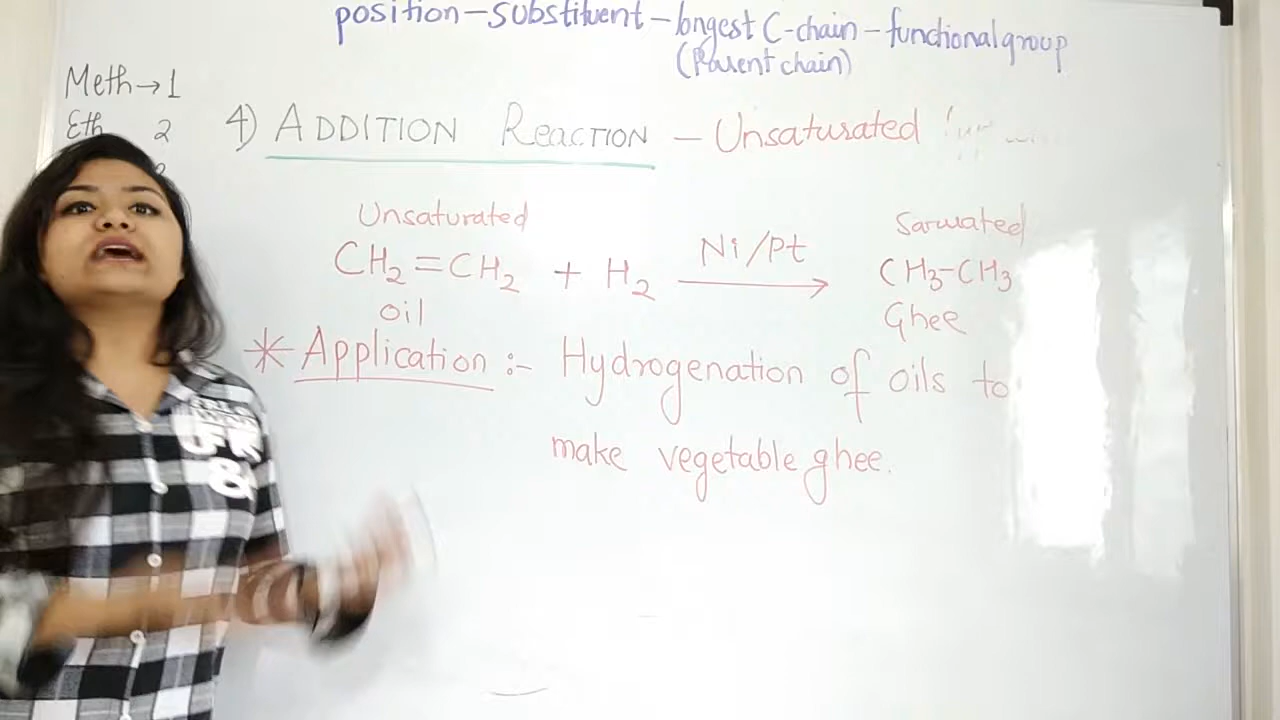 position - substituent - longest C-chain - functional group
(Parent chain)
Meth → 1
Eth 2
4) ADDITION REACTION - Unsaturated
Unsaturated
CH2=CH2 + H2
Ni/Pt
Sarurated
CH3-CH3
oil
Ghee
* Application :- Hydrogenation of oils to
make vegetable ghee.